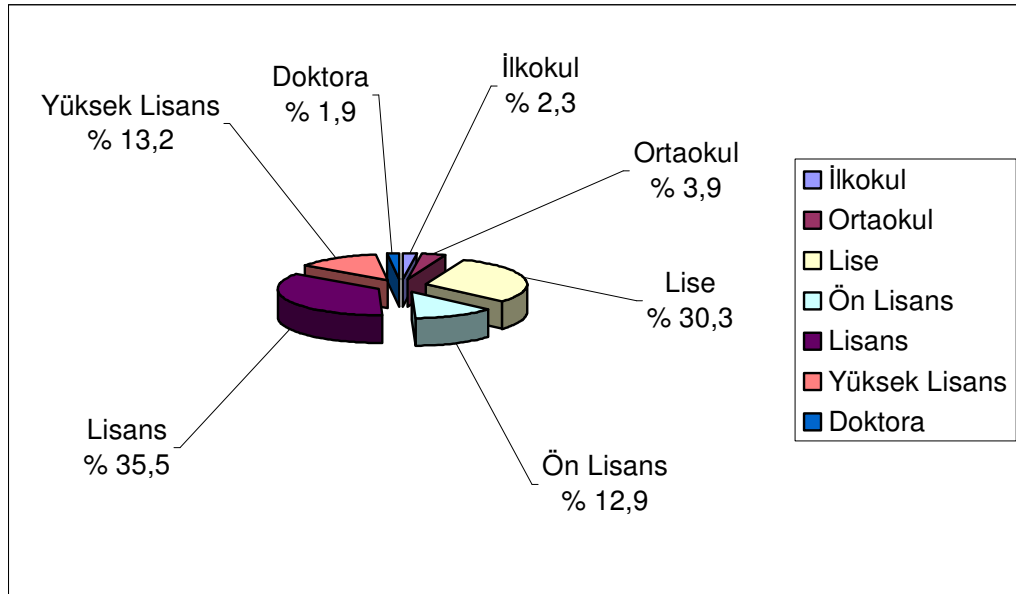 Doktora
% 1,9
İlkokul
% 2,3
Yüksek Lisans
% 13,2
Ortaokul
% 3,9
Lise
% 30,3
Lisans
% 35,5
Ön Lisans
% 12,9
İlkokul
Ortaokul
Lise
Ön Lisans
Lisans
Yüksek Lisans
Doktora